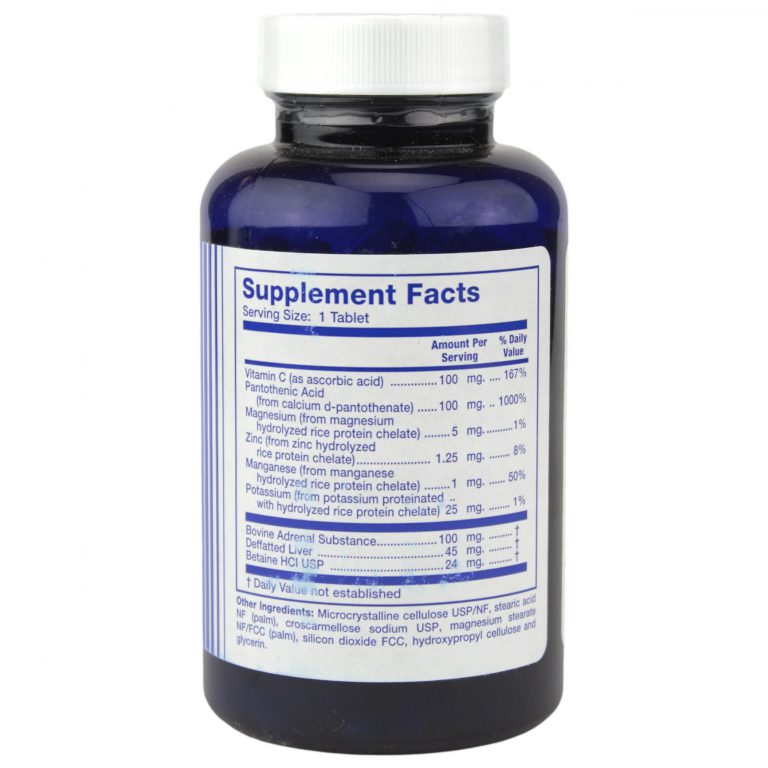 Supplement Facts
Serving Size: 1 Tablet
Amount Per Serving % Daily Value
Vitamin C (as ascorbic acid) ..............100 mg. .... 167%
Pantothenic Acid
(from calcium d-pantothenate) ......100 mg. .. 1000%
Magnesium (from magnesium
hydrolyzed rice protein chelate) ........5 mg...........1%
Zinc (from zinc hydrolyzed
rice protein chelate)....................... 1.25 mg. ........ 8%
Manganese (from manganese
hydrolyzed rice protein chelate) ........1 mg. ...... 50%
Potassium (from potassium proteinated ..
with hydrolyzed rice protein chelate) 25 mg. ........ 1%
Bovine Adrenal Substance...................100 mg. ........ †
Deffatted Liver ..................................... 45 mg. ........ †
Betaine HCl USP ................................... 24 mg. ........ †
† Daily Value not established
Other Ingredients: Microcrystalline cellulose USP/NF, stearic acid
NF (palm), croscarmellose sodium USP, magnesium stearate
NF/FCC (palm), silicon dioxide FCC, hydroxypropyl cellulose and
glycerin.